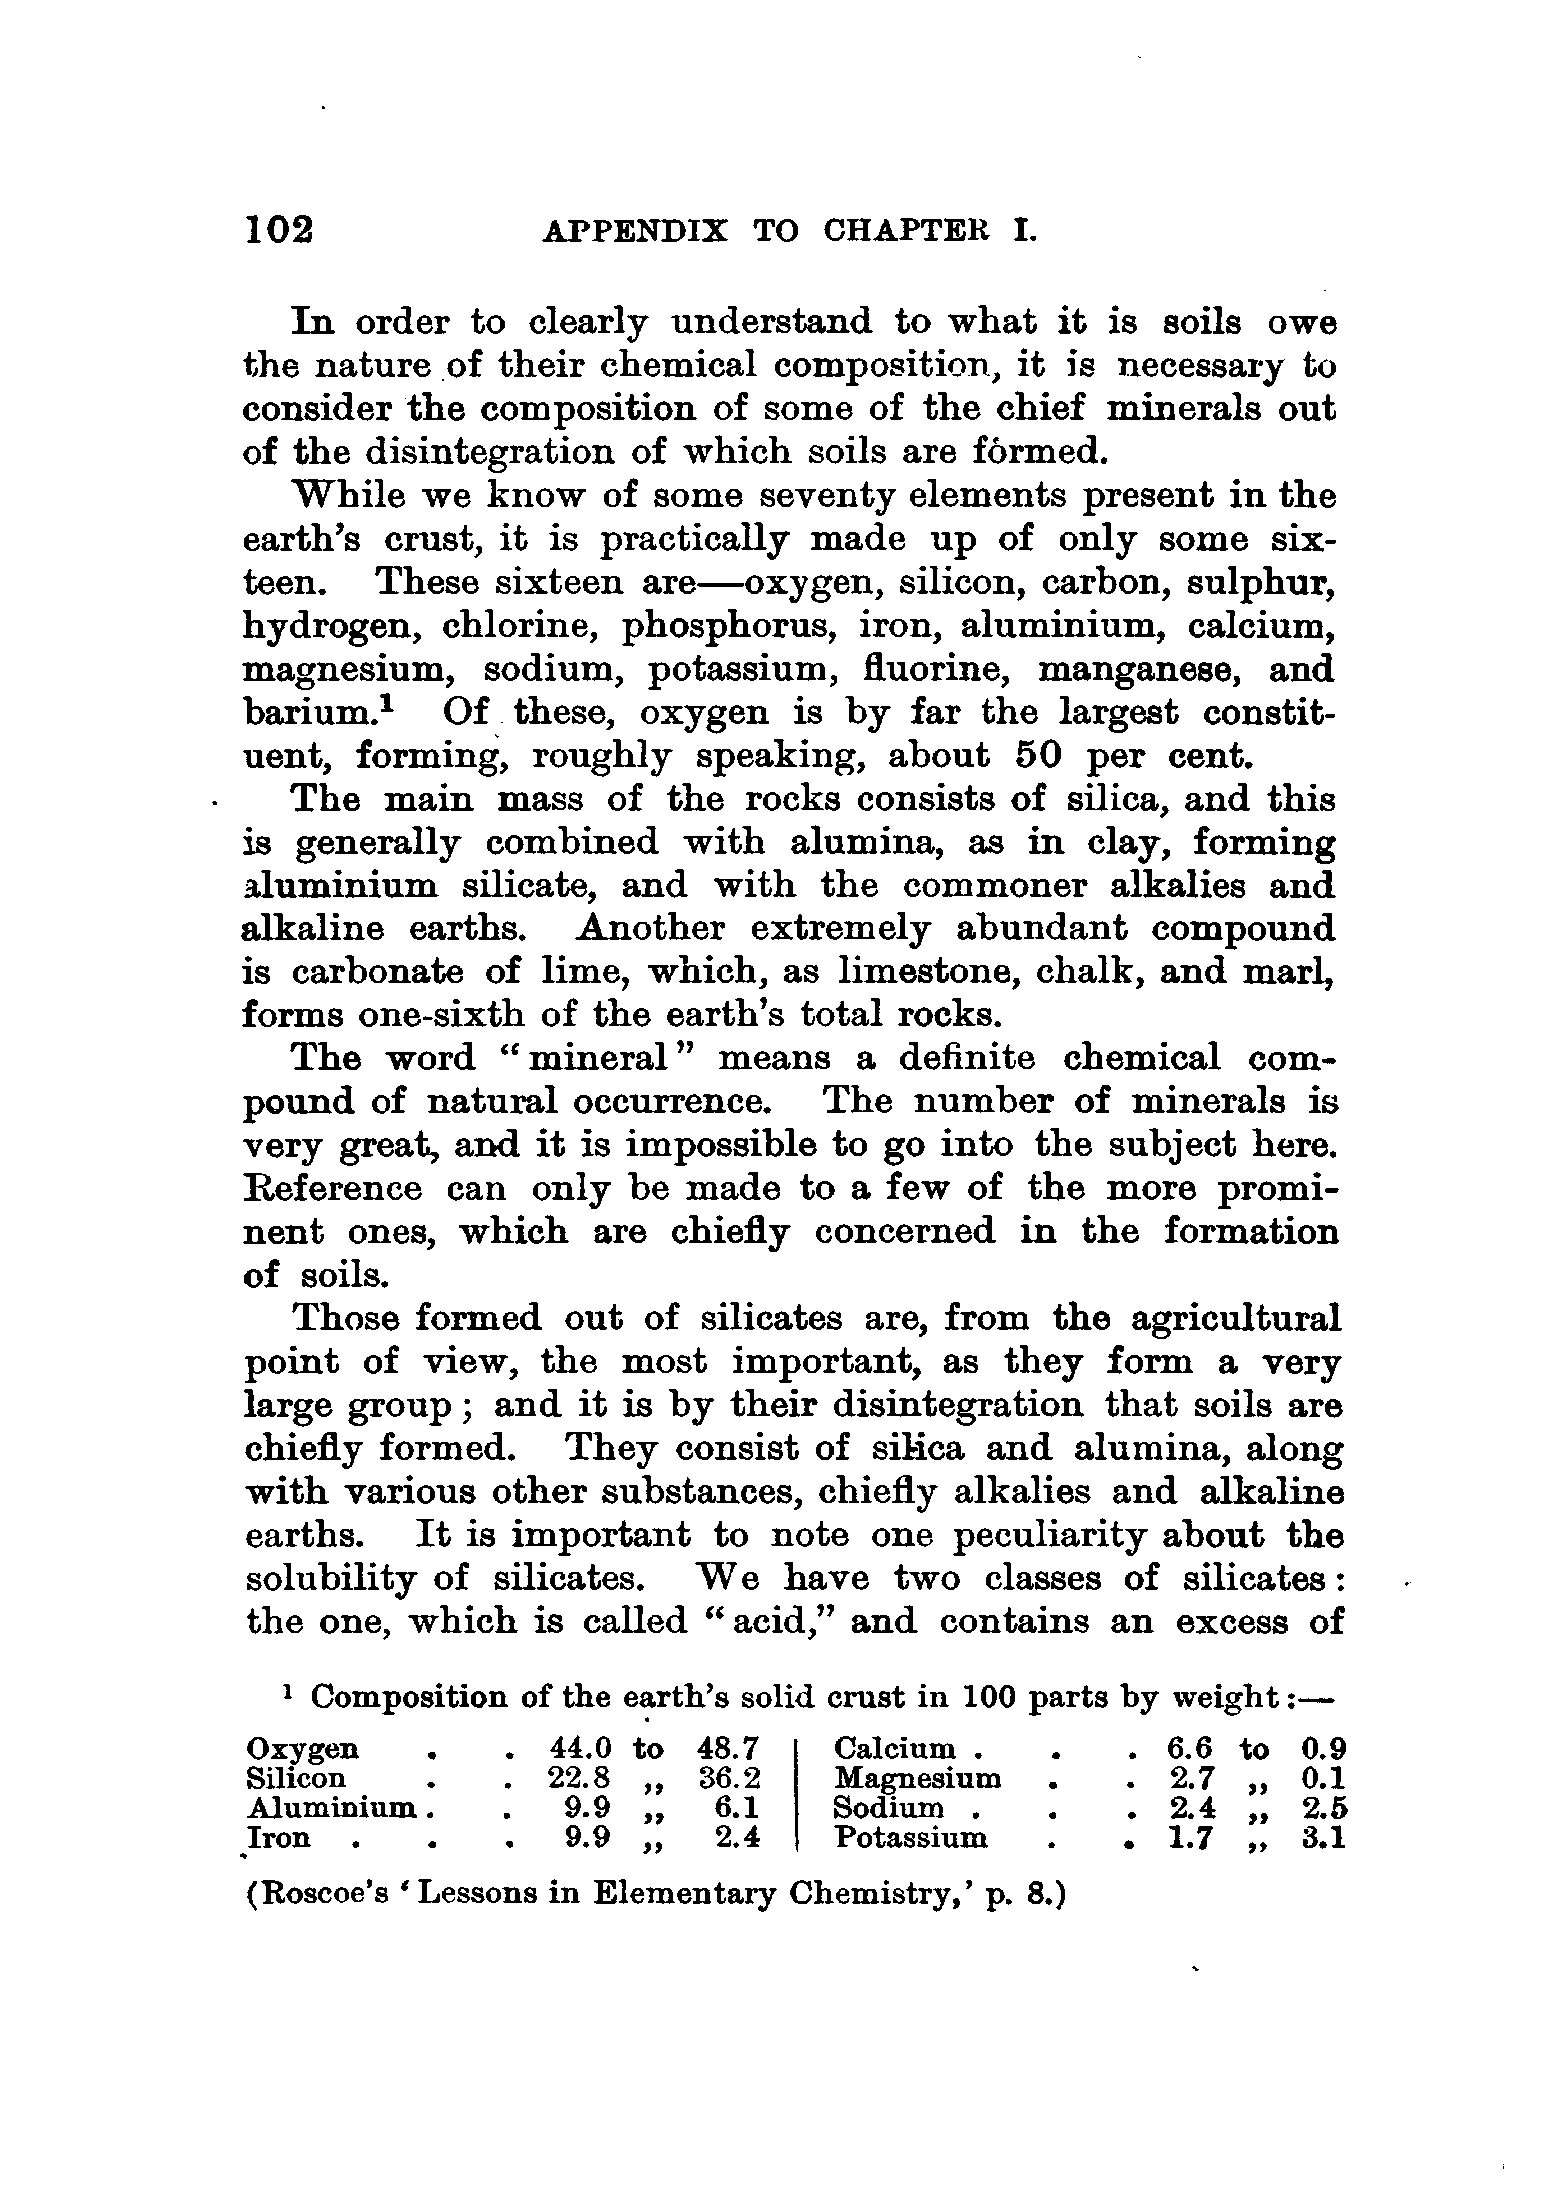 102 APPENDIX TO CHAPTER I.
In order to clearly understand to what it is soils owe
the nature of their chemical composition, it is necessary to
consider the composition of some of the chief minerals out
of the disintegration of which soils are formed.
While we know of some seventy elements present in the
earth's crust, it is practically made up of only some six-
teen. These sixteen are—oxygen, silicon, carbon, sulphur,
hydrogen, chlorine, phosphorus, iron, aluminium, calcium,
magnesium, sodium, potassium, fluorine, manganese, and
barium.¹ Of these, oxygen is by far the largest constit-
uent, forming, roughly speaking, about 50 per cent.
The main mass of the rocks consists of silica, and this
is generally combined with alumina, as in clay, forming
aluminium silicate, and with the commoner alkalies and
alkaline earths. Another extremely abundant compound
is carbonate of lime, which, as limestone, chalk, and marl,
forms one-sixth of the earth's total rocks.
The word "mineral" means a definite chemical com-
pound of natural occurrence. The number of minerals is
very great, and it is impossible to go into the subject here.
Reference can only be made to a few of the more promi-
nent ones, which are chiefly concerned in the formation
of soils.
Those formed out of silicates are, from the agricultural
point of view, the most important, as they form a very
large group; and it is by their disintegration that soils are
chiefly formed. They consist of silica and alumina, along
with various other substances, chiefly alkalies and alkaline
earths. It is important to note one peculiarity about the
solubility of silicates. We have two classes of silicates:
the one, which is called "acid," and contains an excess of
¹ Composition of the earth's solid crust in 100 parts by weight:—
Oxygen . . 44.0 to 48.7 | Calcium . . . 6.6 to 0.9
Silicon . . 22.8 „ 36.2 | Magnesium . . 2.7 „ 0.1
Aluminium . . 9.9 „ 6.1 | Sodium . . . 2.4 „ 2.5
Iron . . . 9.9 „ 2.4 | Potassium . . 1.7 „ 3.1
(Roscoe's 'Lessons in Elementary Chemistry,' p. 8.)